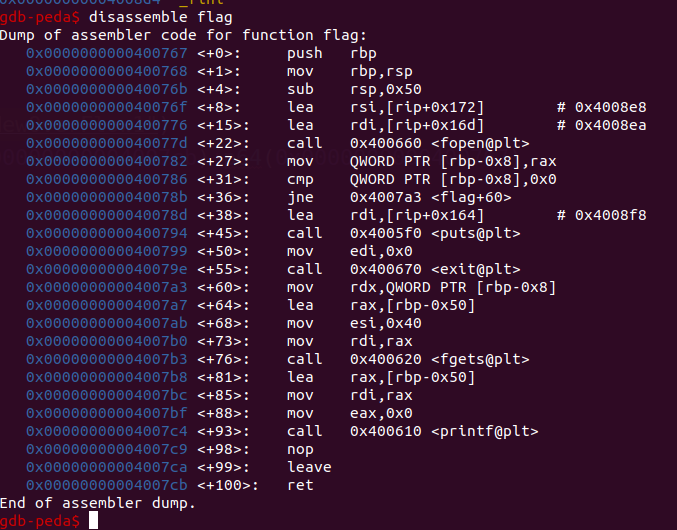 gdb-peda$ disassemble flag
Dump of assembler code for function flag:
   0x0000000000400767 <+0>:     push   rbp
   0x0000000000400768 <+1>:     mov    rbp,rsp
   0x000000000040076b <+4>:     sub    rsp,0x50
   0x000000000040076f <+8>:     lea    rsi,[rip+0x172]        # 0x4008e8
   0x0000000000400776 <+15>:    lea    rdi,[rip+0x16d]        # 0x4008ea
   0x000000000040077d <+22>:    call   0x400660 <fopen@plt>
   0x0000000000400782 <+27>:    mov    QWORD PTR [rbp-0x8],rax
   0x0000000000400786 <+31>:    cmp    QWORD PTR [rbp-0x8],0x0
   0x000000000040078b <+36>:    jne    0x4007a3 <flag+60>
   0x000000000040078d <+38>:    lea    rdi,[rip+0x164]        # 0x4008f8
   0x0000000000400794 <+45>:    call   0x4005f0 <puts@plt>
   0x0000000000400799 <+50>:    mov    edi,0x0
   0x000000000040079e <+55>:    call   0x400670 <exit@plt>
   0x00000000004007a3 <+60>:    mov    rdx,QWORD PTR [rbp-0x8]
   0x00000000004007a7 <+64>:    lea    rax,[rbp-0x50]
   0x00000000004007ab <+68>:    mov    esi,0x40
   0x00000000004007b0 <+73>:    mov    rdi,rax
   0x00000000004007b3 <+76>:    call   0x400620 <fgets@plt>
   0x00000000004007b8 <+81>:    lea    rax,[rbp-0x50]
   0x00000000004007bc <+85>:    mov    rdi,rax
   0x00000000004007bf <+88>:    mov    eax,0x0
   0x00000000004007c4 <+93>:    call   0x400610 <printf@plt>
   0x00000000004007c9 <+98>:    nop
   0x00000000004007ca <+99>:    leave
   0x00000000004007cb <+100>:   ret
End of assembler dump.
gdb-peda$